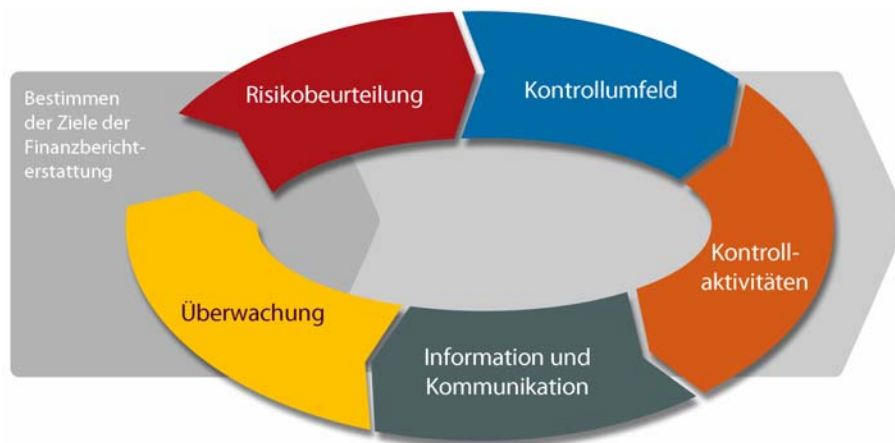 Bestimmen
der Ziele der
Finanzbericht-
erstattung
Risikobeurteilung
Kontrollumfeld
Kontroll-
aktivitäten
Information und
Kommunikation
Überwachung